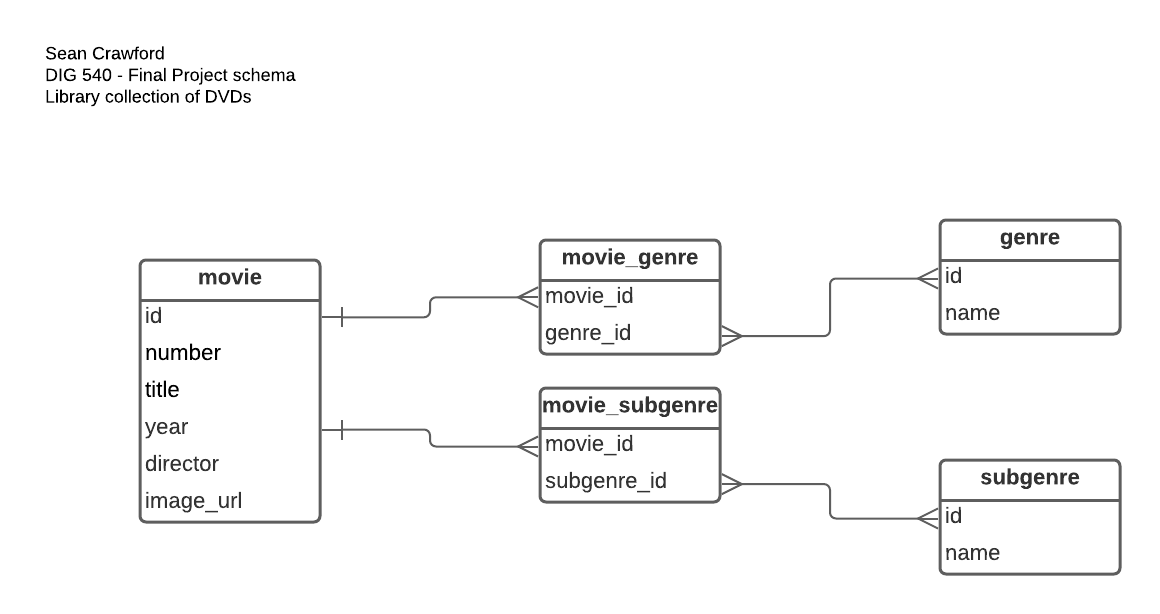 Sean Crawford
DIG 540 - Final Project schema
Library collection of DVDs
movie
id
number
title
year
director
image_url
movie_genre
movie_id
genre_id
movie_subgenre
movie_id
subgenre_id
genre
id
name
subgenre
id
name